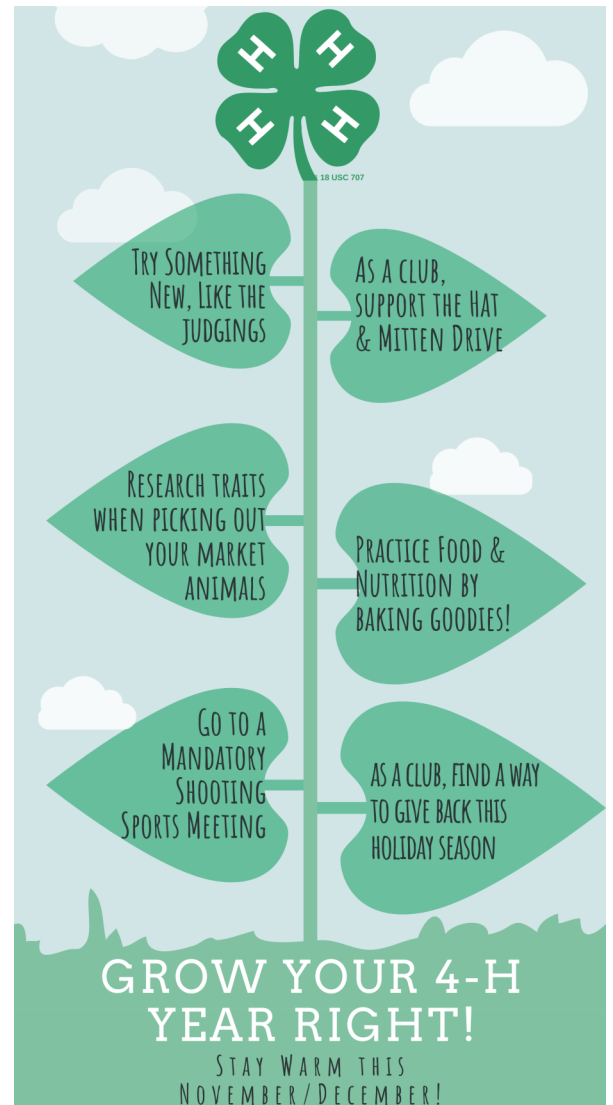 H H
H H
18 USC 707
Try Something
New, Like the
judgings
As a club,
support the Hat
& Mitten Drive
Research traits
when picking out
your market
animals
Practice Food &
Nutrition by
baking goodies!
Go to a
Mandatory
Shooting
Sports Meeting
As a club, find a way
to give back this
holiday season
GROW YOUR 4-H
YEAR RIGHT!
Stay Warm this
November/December!